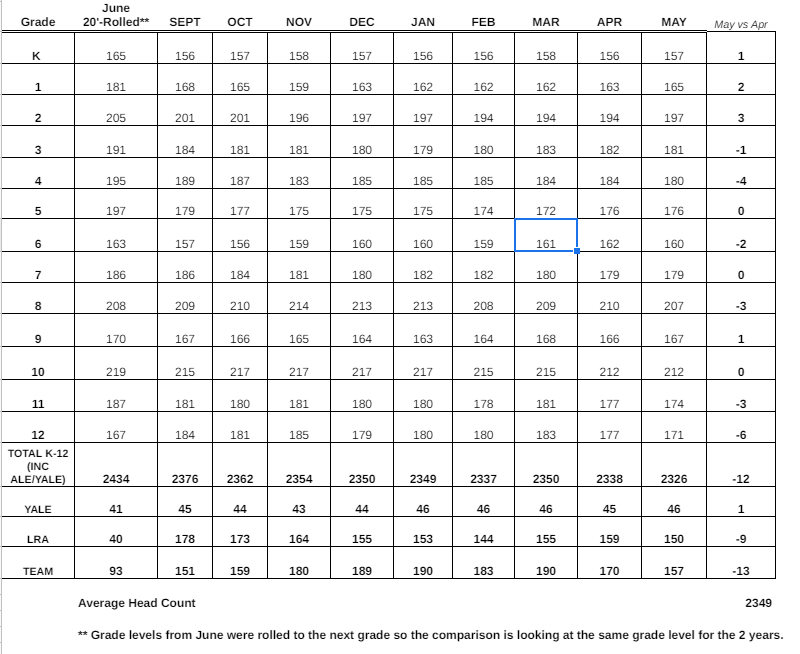 Grade June 20'-Rolled** SEPT OCT NOV DEC JAN FEB MAR APR MAY May vs Apr
K 165 156 157 158 157 156 156 158 156 157 1
1 181 168 165 159 163 162 162 162 163 165 2
2 205 201 201 196 197 197 194 194 194 197 3
3 191 184 181 181 180 179 180 183 182 181 -1
4 195 189 187 183 185 185 185 184 184 180 -4
5 197 179 177 175 175 175 174 172 176 176 0
6 163 157 156 159 160 160 159 161 162 160 -2
7 186 186 184 181 180 182 182 180 179 179 0
8 208 209 210 214 213 213 208 209 210 207 -3
9 170 167 166 165 164 163 164 168 166 167 1
10 219 215 217 217 217 215 215 215 212 212 0
11 187 181 180 181 180 180 178 181 177 174 -3
12 167 184 181 185 179 180 180 183 177 171 -6
TOTAL K-12 (INC ALE/YALE) 2434 2376 2362 2354 2350 2349 2337 2350 2338 2326 -12
YALE 41 45 44 43 44 46 46 46 45 46 1
LRA 40 178 173 164 155 153 144 155 159 150 -9
TEAM 93 151 159 180 189 190 183 190 170 157 -13
Average Head Count 2349
** Grade levels from June were rolled to the next grade so the comparison is looking at the same grade level for the 2 years.